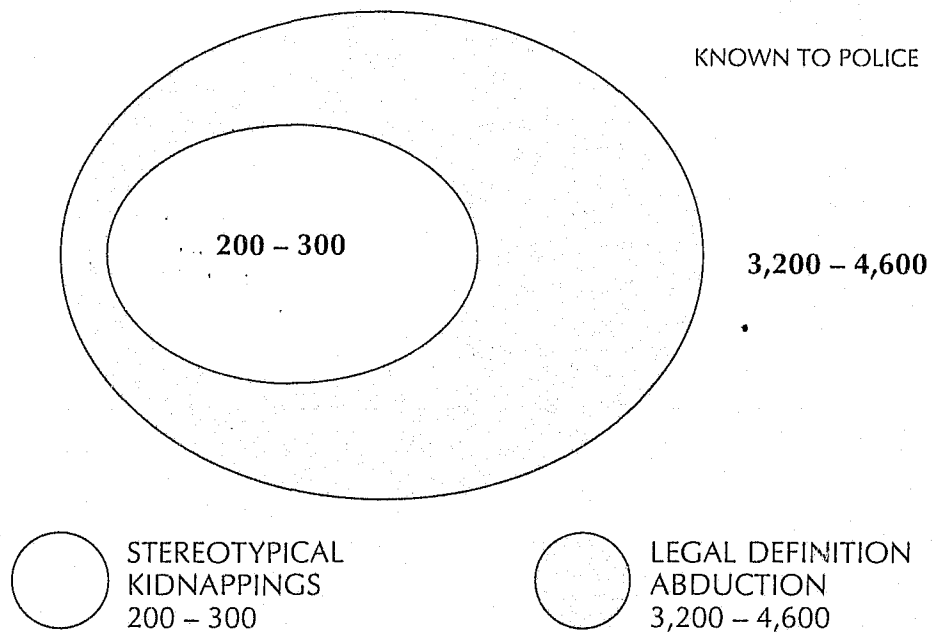 KNOWN TO POLICE
200 – 300
3,200 – 4,600
STEREOTYPICAL
KIDNAPPINGS
200 – 300
LEGAL DEFINITION
ABDUCTION
3,200 – 4,600